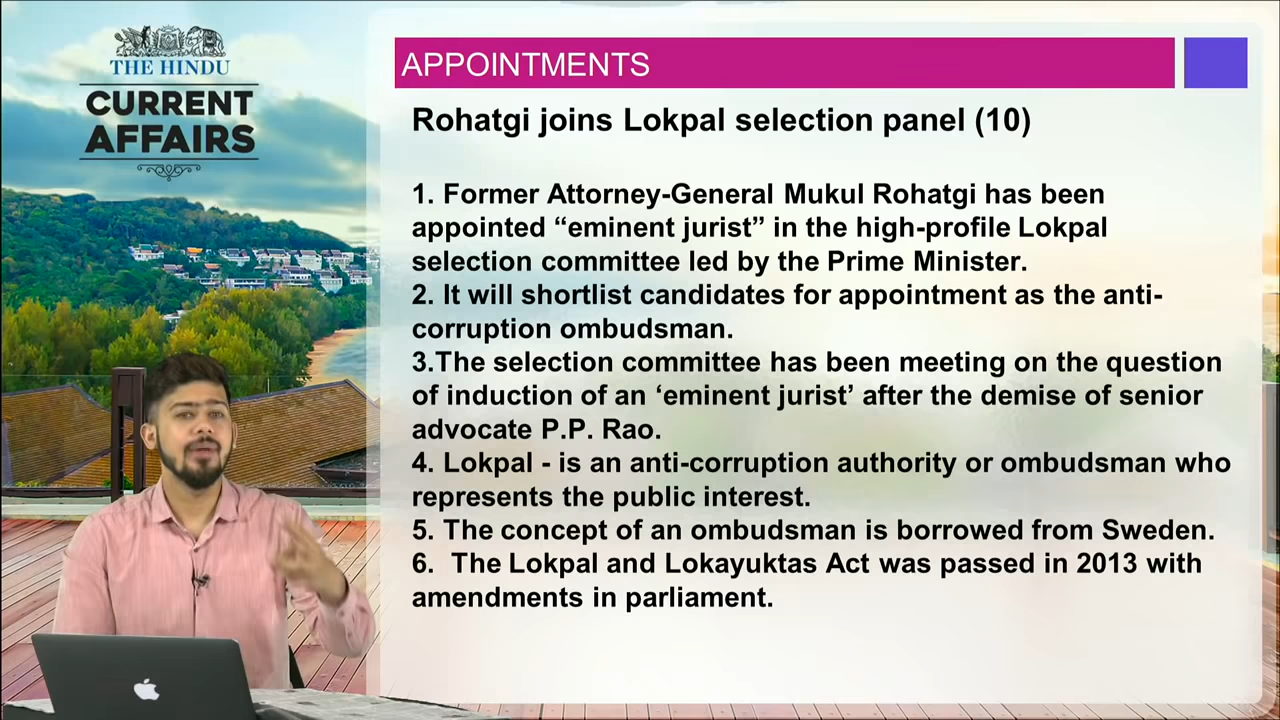 THE HINDU
CURRENT
AFFAIRS
APPOINTMENTS
Rohatgi joins Lokpal selection panel (10)
1. Former Attorney-General Mukul Rohatgi has been
appointed “eminent jurist” in the high-profile Lokpal
selection committee led by the Prime Minister.
2. It will shortlist candidates for appointment as the anti-
corruption ombudsman.
3.The selection committee has been meeting on the question
of induction of an ‘eminent jurist’ after the demise of senior
advocate P.P. Rao.
4. Lokpal - is an anti-corruption authority or ombudsman who
represents the public interest.
5. The concept of an ombudsman is borrowed from Sweden.
6.  The Lokpal and Lokayuktas Act was passed in 2013 with
amendments in parliament.